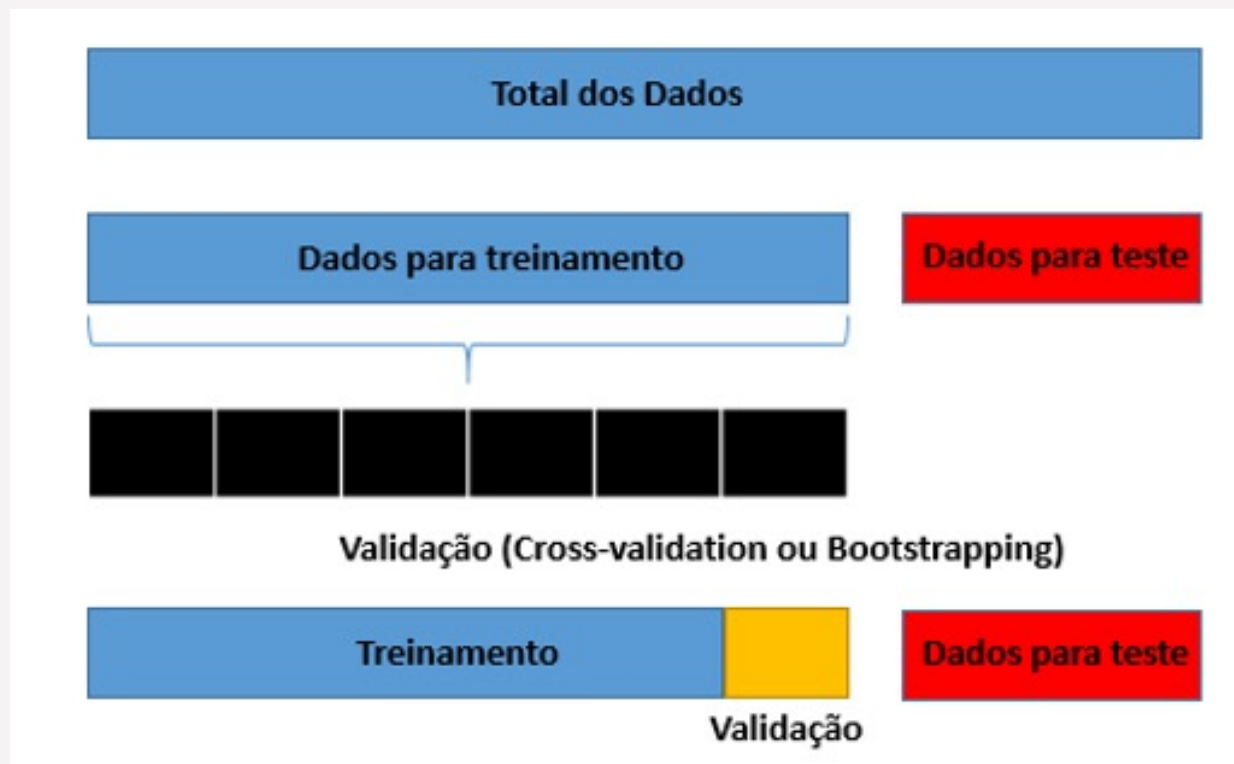 Total dos Dados
Dados para treinamento
Dados para teste
Validação (Cross-validation ou Bootstrapping)
Treinamento
Dados para teste
Validação